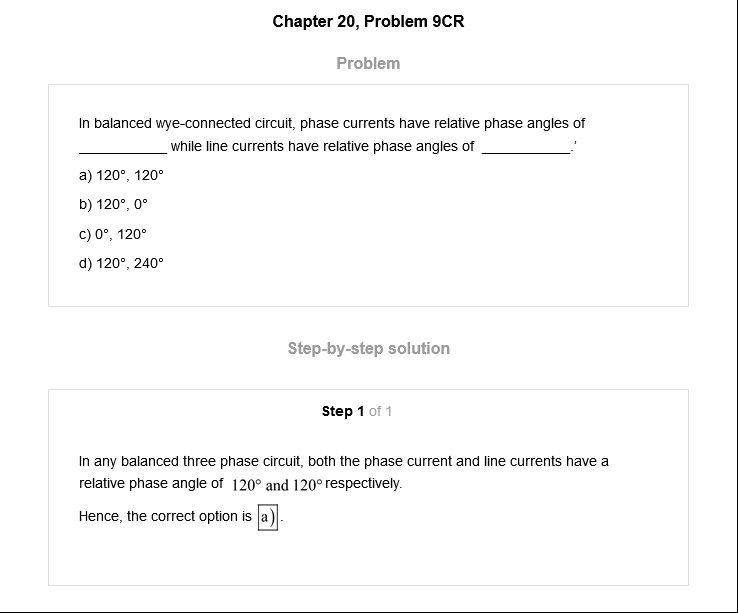 Chapter 20, Problem 9CR
Problem
In balanced wye-connected circuit, phase currents have relative phase angles of
___________ while line currents have relative phase angles of ___________.’
a) 120°, 120°
b) 120°, 0°
c) 0°, 120°
d) 120°, 240°
Step-by-step solution
Step 1 of 1
In any balanced three phase circuit, both the phase current and line currents have a
relative phase angle of 120° and 120° respectively.
Hence, the correct option is a).